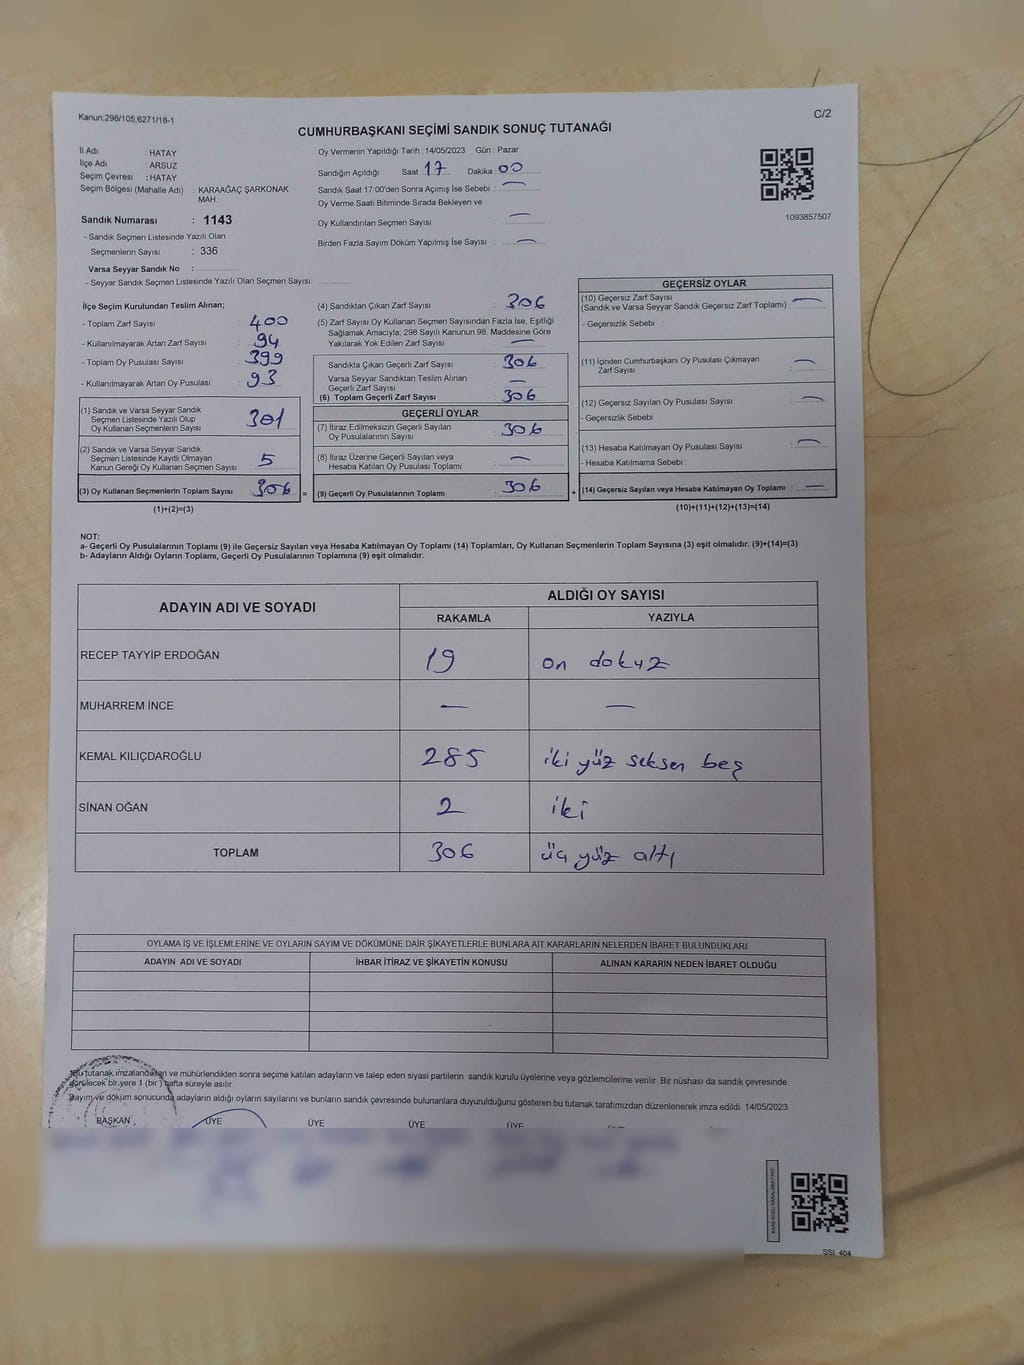 Kanun:298/105,6271/16-1
C/2
CUMHURBAŞKANI SEÇİMİ SANDIK SONUÇ TUTANAĞI
İl Adı : HATAY
İlçe Adı : ARSUZ
Seçim Çevresi : HATAY
Seçim Bölgesi (Mahalle Adı) : KARAAĞAÇ ŞARKONAK
MAH.
Sandık Numarası : 1143
- Sandık Seçmen Listesinde Yazılı Olan
Seçmenlerin Sayısı : 336
Varsa Seyyar Sandık No :
- Seyyar Sandık Seçmen Listesinde Yazılı Olan Seçmen Sayısı:
Oy Vermenin Yapıldığı Tarih : 14/05/2023 Gün : Pazar
Sandığın Açıldığı Saat 17 Dakika 00
Sandık Saat 17:00'den Sonra Açımış İse Sebebi : —
Oy Verme Saati Bitiminde Sırada Bekleyen ve
Oy Kullandırılan Seçmen Sayısı : —
Birden Fazla Sayım Döküm Yapılmış İse Sayısı : —
1093857507
İlçe Seçim Kurulundan Teslim Alınan;
- Toplam Zarf Sayısı : 400
- Kullanılmayarak Artan Zarf Sayısı : 94
- Toplam Oy Pusulası Sayısı : 399
- Kullanılmayarak Artan Oy Pusulası : 93
(1) Sandık ve Varsa Seyyar Sandık
Seçmen Listesinde Yazılı Olup
Oy Kullanan Seçmenlerin Sayısı : 301
(2) Sandık ve Varsa Seyyar Sandık
Seçmen Listesinde Kayıtlı Olmayan
Kanun Gereği Oy Kullanan Seçmen Sayısı : 5
(3) Oy Kullanan Seçmenlerin Toplam Sayısı : 306 =
(1)+(2)=(3)
(4) Sandıktan Çıkan Zarf Sayısı : 306
(5) Zarf Sayısı Oy Kullanan Seçmen Sayısından Fazla İse, Eşitliği
Sağlamak Amacıyla; 298 Sayılı Kanunun 98. Maddesine Göre
Yakılarak Yok Edilen Zarf Sayısı : —
Sandıkta Çıkan Geçerli Zarf Sayısı : 306
Varsa Seyyar Sandıktan Teslim Alınan
Geçerli Zarf Sayısı : —
(6) Toplam Geçerli Zarf Sayısı : 306
GEÇERLİ OYLAR
(7) İtiraz Edilmeksizin Geçerli Sayılan
Oy Pusulalarının Sayısı : 306
(8) İtiraz Üzerine Geçerli Sayılan veya
Hesaba Katılan Oy Pusulası Toplamı : —
(9) Geçerli Oy Pusulalarının Toplamı : 306 +
GEÇERSİZ OYLAR
(10) Geçersiz Zarf Sayısı : —
(Sandık ve Varsa Seyyar Sandık Geçersiz Zarf Toplamı)
- Geçersizlik Sebebi :
(11) İçinden Cumhurbaşkanı Oy Pusulası Çıkmayan
Zarf Sayısı : —
(12) Geçersiz Sayılan Oy Pusulası Sayısı : —
- Geçersizlik Sebebi :
(13) Hesaba Katılmayan Oy Pusulası Sayısı : —
- Hesaba Katılmama Sebebi :
(14) Geçersiz Sayılan veya Hesaba Katılmayan Oy Toplamı : —
(10)+(11)+(12)+(13)=(14)
NOT:
a- Geçerli Oy Pusulalarının Toplamı (9) ile Geçersiz Sayılan veya Hesaba Katılmayan Oy Toplamı (14) Toplamları, Oy Kullanan Seçmenlerin Toplam Sayısına (3) eşit olmalıdır. (9)+(14)=(3)
b- Adayların Aldığı Oyların Toplamı, Geçerli Oy Pusulalarının Toplamına (9) eşit olmalıdır.
ADAYIN ADI VE SOYADI
ALDIĞI OY SAYISI
RAKAMLA YAZIYLA
RECEP TAYYİP ERDOĞAN 19 on dokuz
MUHARREM İNCE — —
KEMAL KILIÇDAROĞLU 285 iki yüz seksen beş
SİNAN OĞAN 2 iki
TOPLAM 306 üç yüz altı
OYLAMA İŞ VE İŞLEMLERİNE VE OYLARIN SAYIM VE DÖKÜMÜNE DAİR ŞİKAYETLERLE BUNLARA AİT KARARLARIN NELERDEN İBARET BULUNDUKLARI
ADAYIN ADI VE SOYADI İHBAR İTİRAZ VE ŞİKAYETİN KONUSU ALINAN KARARIN NEDEN İBARET OLDUĞU
Bu tutanak imzalandıktan ve mühürlendikten sonra seçime katılan adayların ve talep eden siyasi partilerin sandık kurulu üyelerine veya gözlemcilerine verilir. Bir nüshası da sandık çevresinde
görülecek bir yere 1 (bir) hafta süreyle asılır.
Sayım ve döküm sonucunda adayların aldığı oyların sayılarını ve bunların sandık çevresinde bulunanlara duyurulduğunu gösteren bu tutanak tarafımızdan düzenlenerek imza edildi. 14/05/2023
BAŞKAN ÜYE ÜYE ÜYE ÜYE
SSI_404